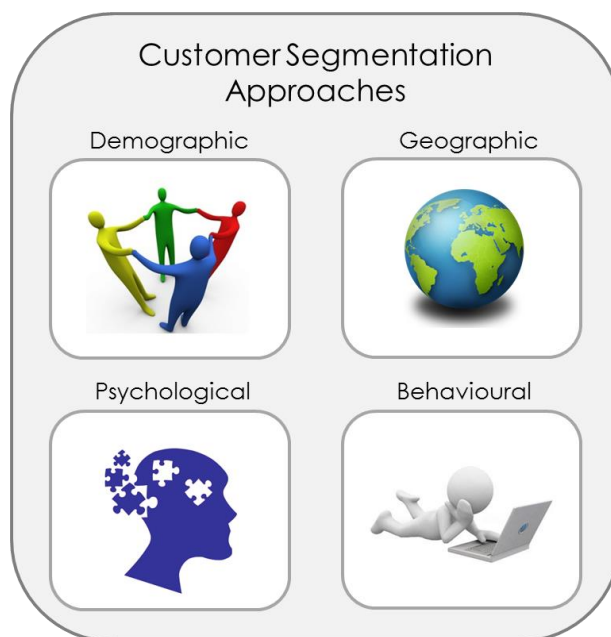 Customer Segmentation
Approaches
Demographic
Geographic
Psychological
Behavioural